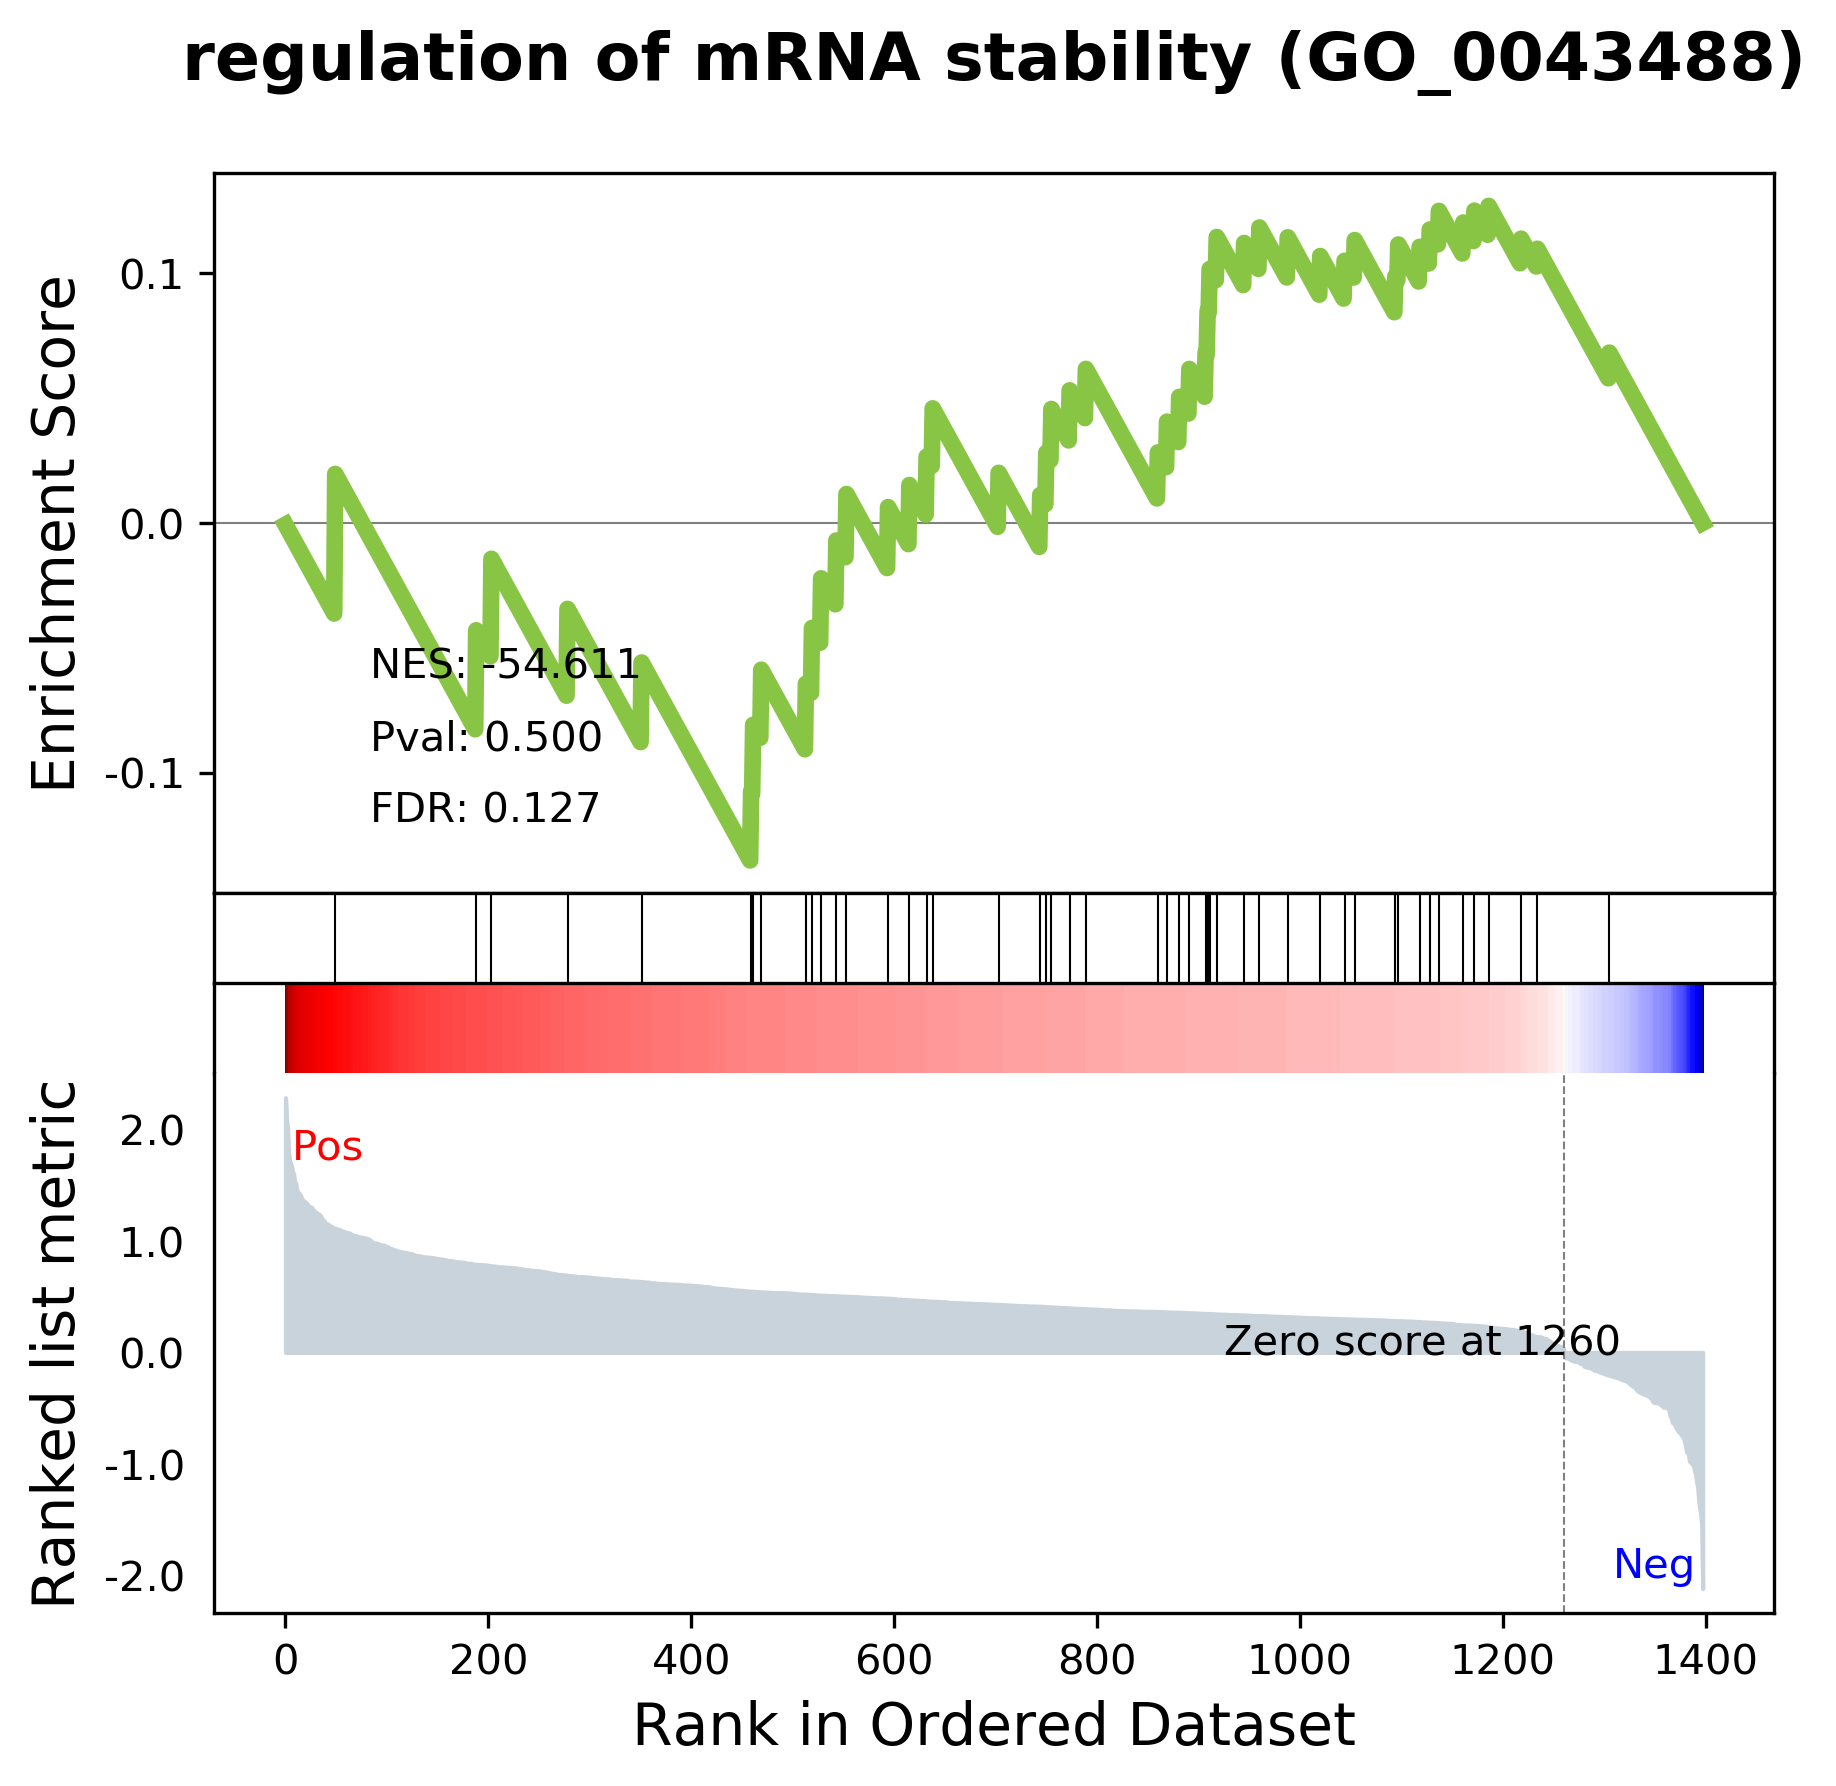 regulation of mRNA stability (GO_0043488)
Enrichment Score
0.1
0.0
-0.1
NES: -54.611
Pval: 0.500
FDR: 0.127
Ranked list metric
2.0
1.0
0.0
-1.0
-2.0
Pos
Zero score at 1260
Neg
0 200 400 600 800 1000 1200 1400
Rank in Ordered Dataset